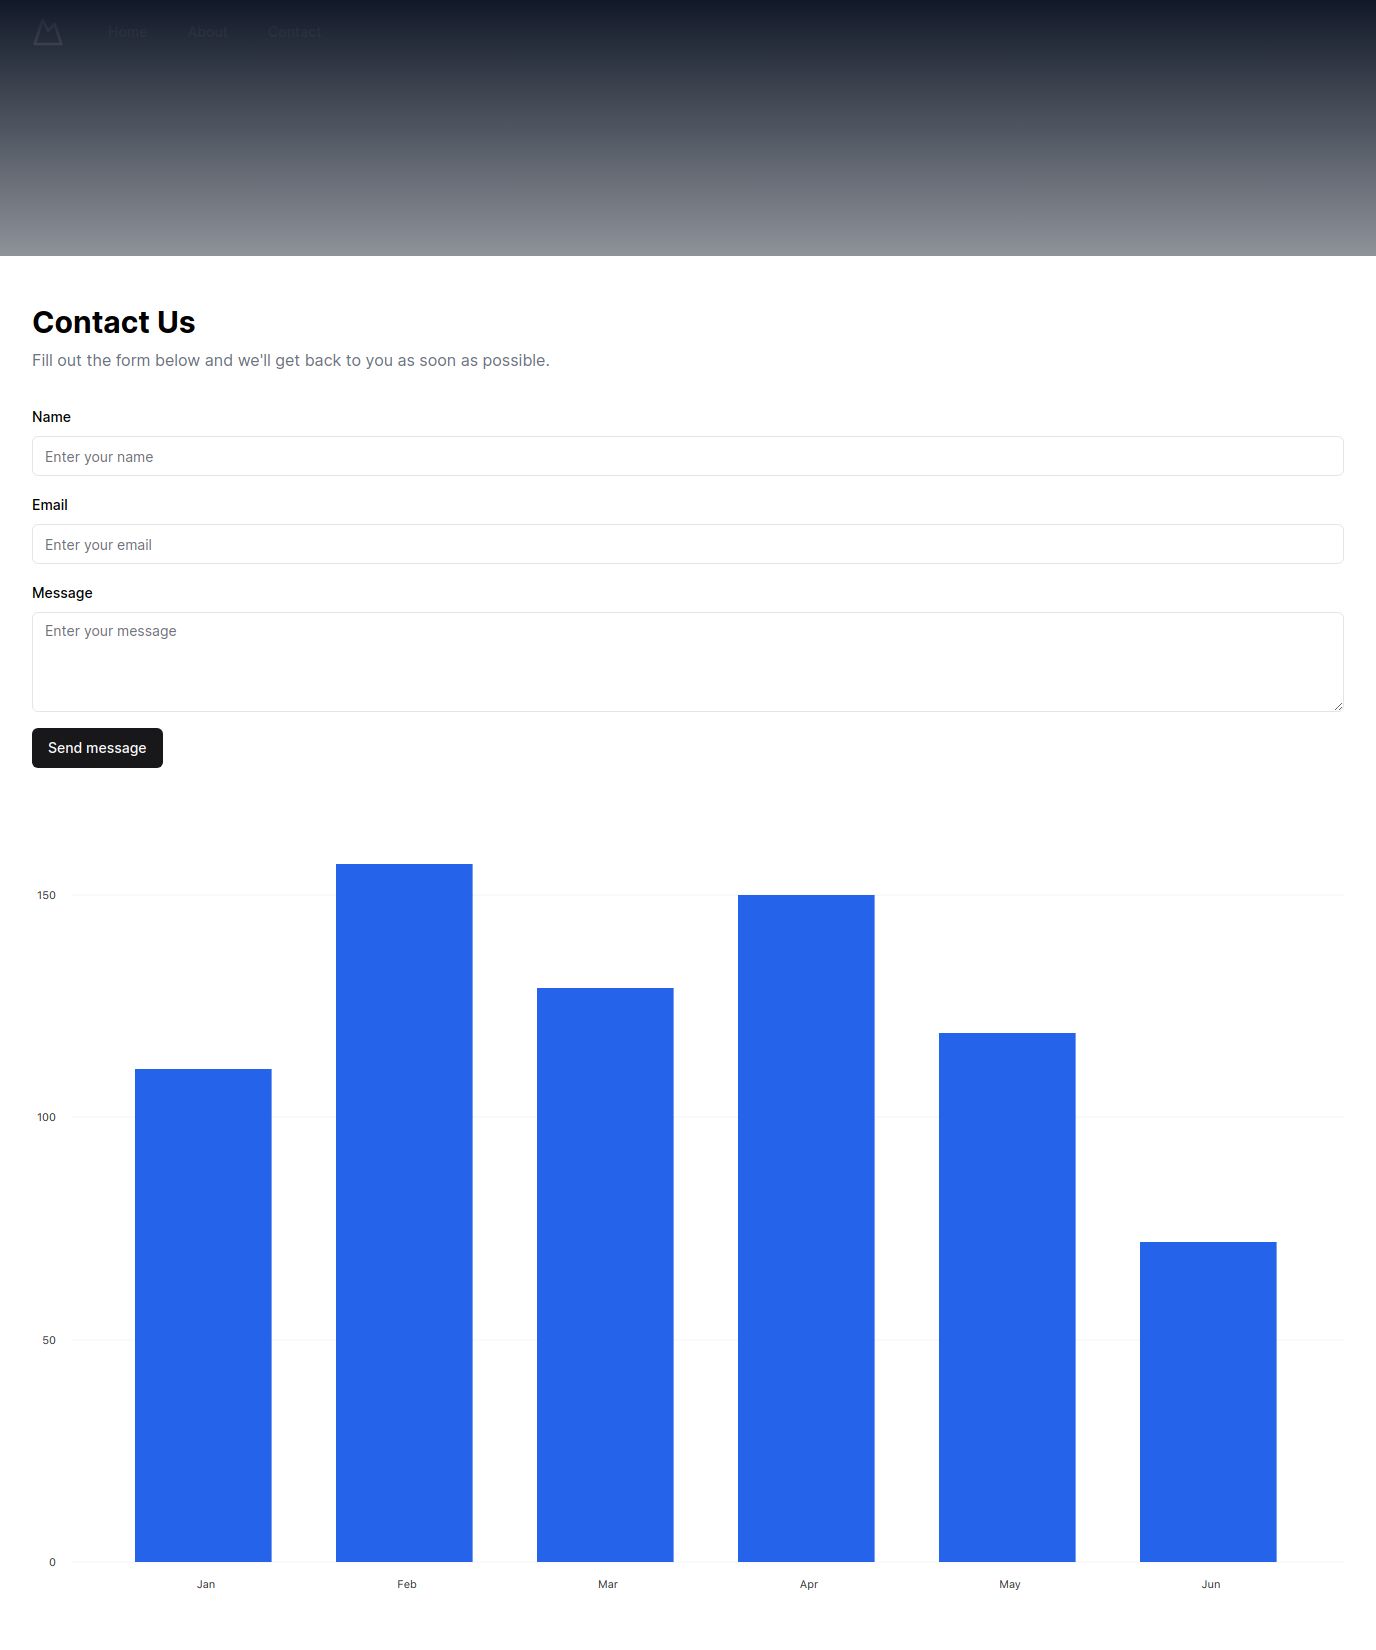 Home About Contact
Contact Us
Fill out the form below and we'll get back to you as soon as possible.
Name
Enter your name
Email
Enter your email
Message
Enter your message
Send message
150
100
50
0
Jan Feb Mar Apr May Jun